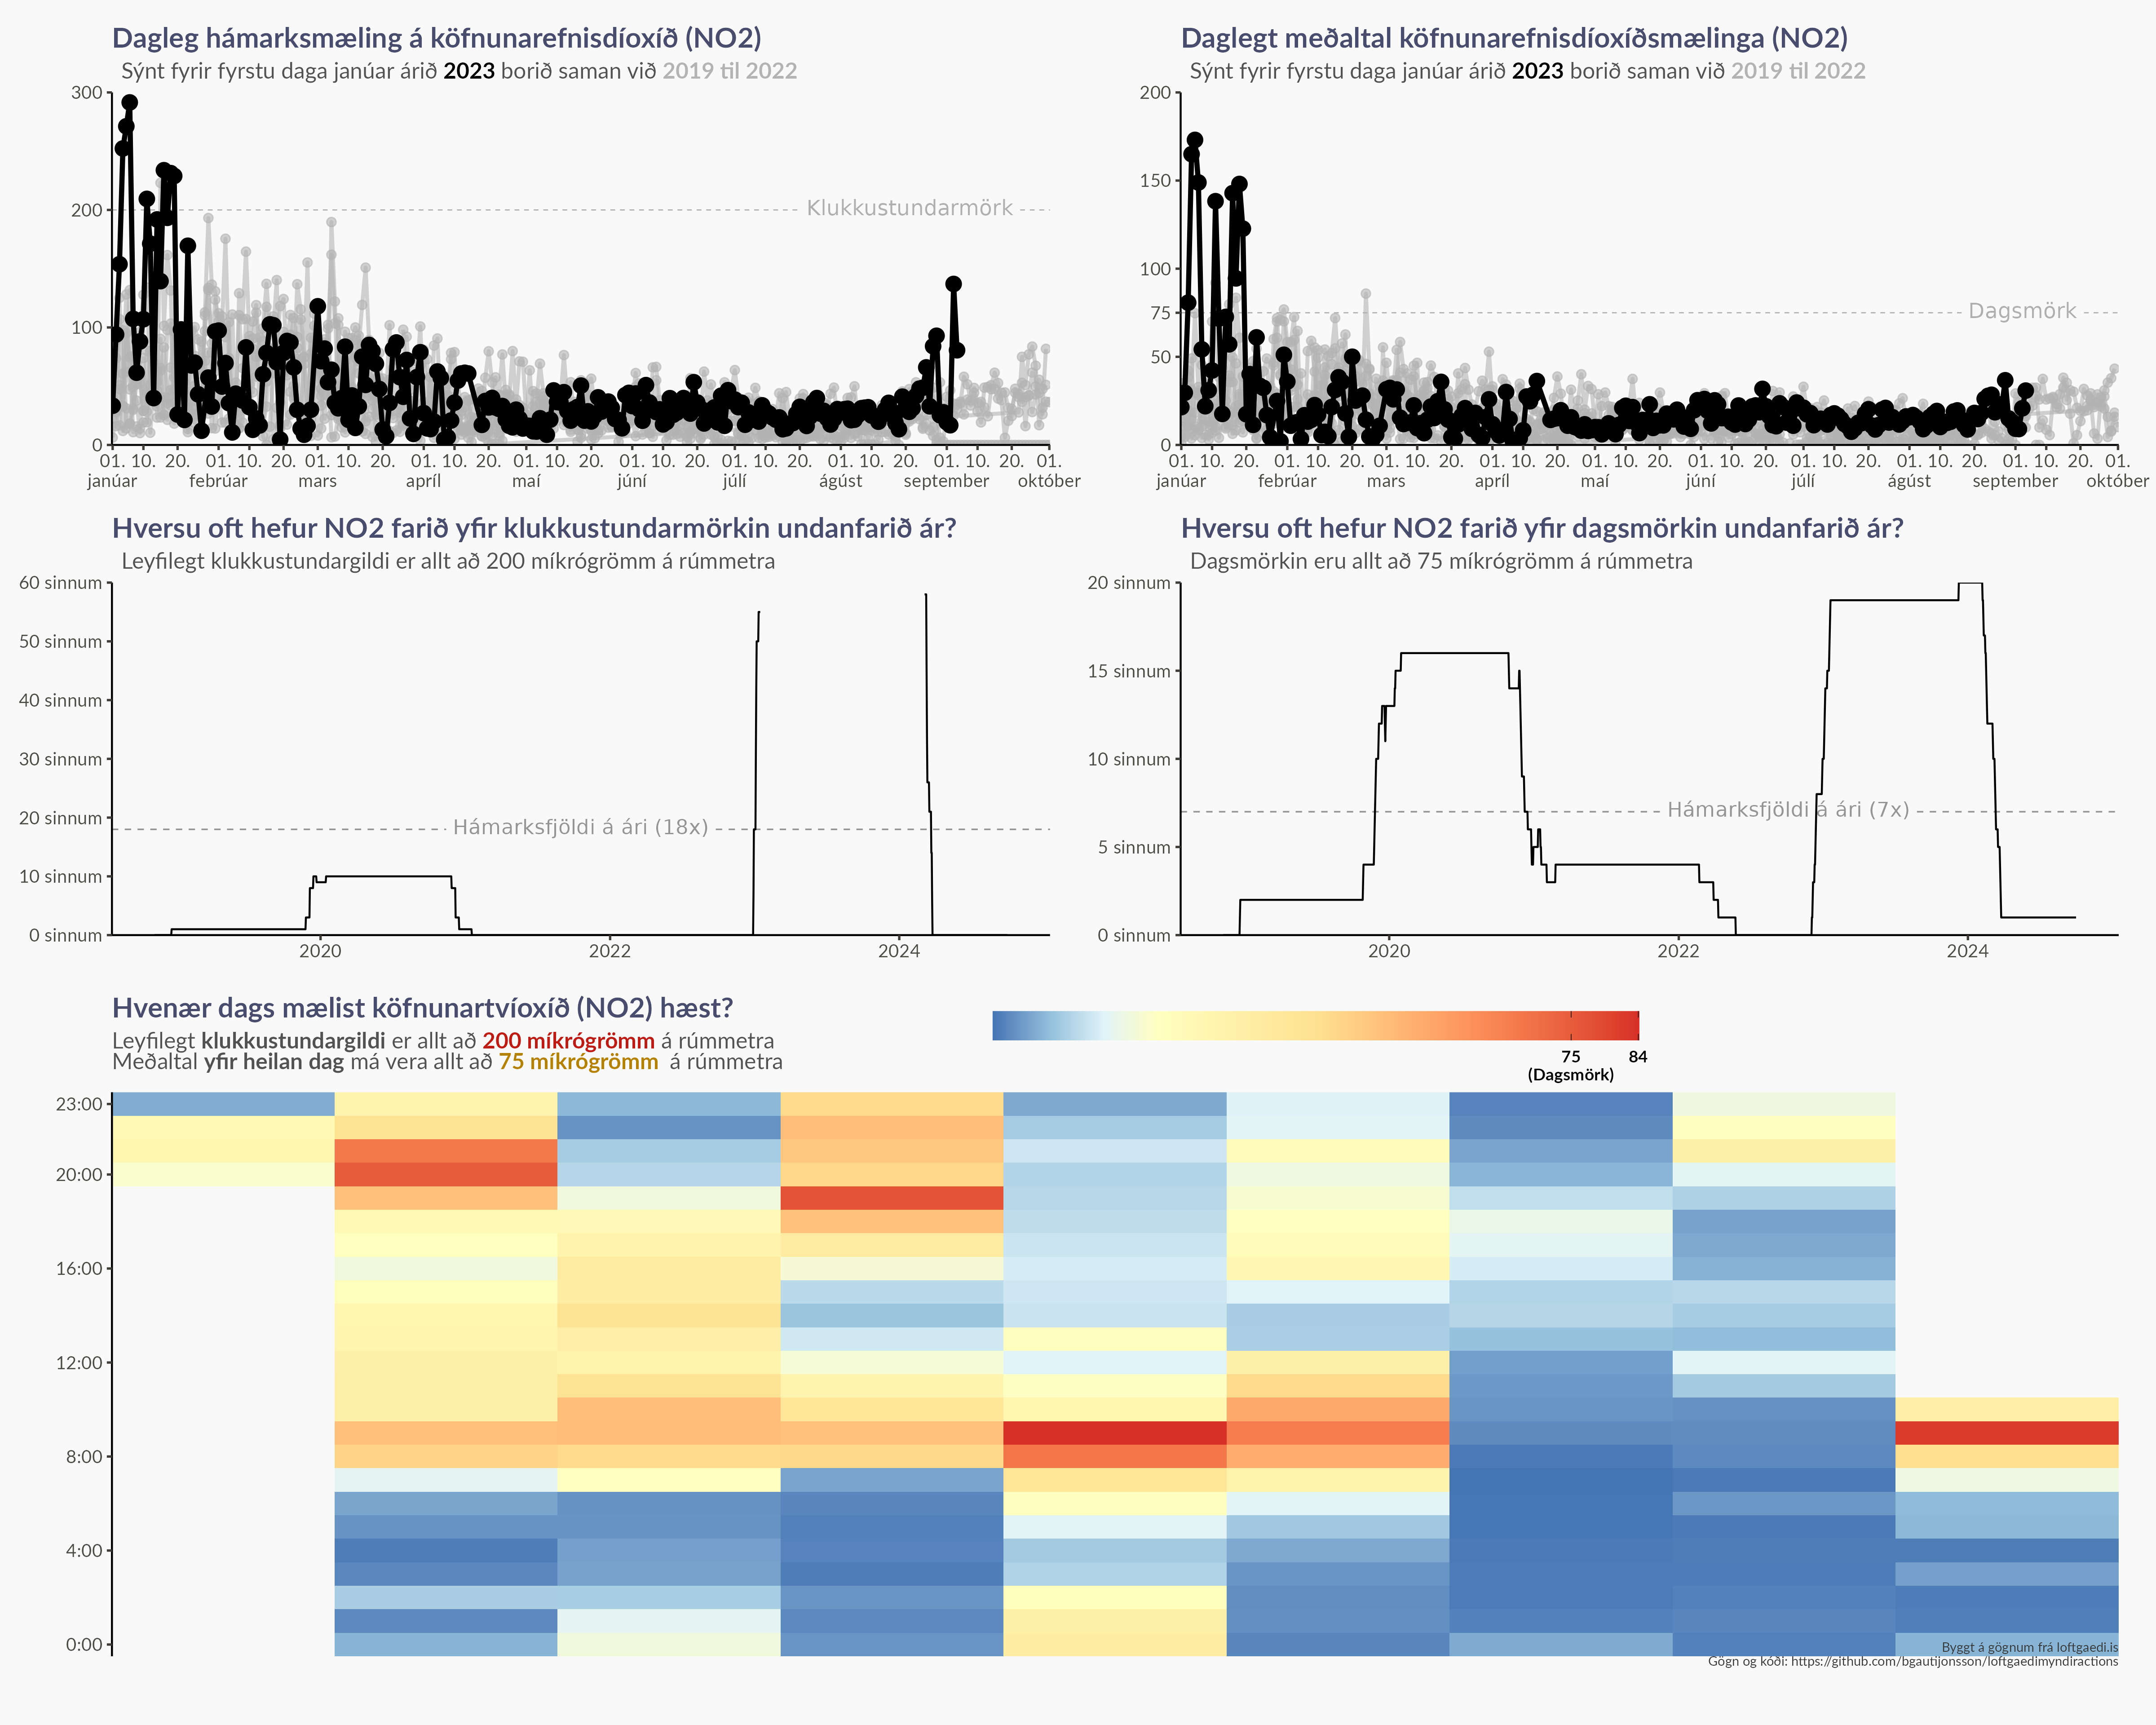 Dagleg hámarksmæling á köfnunarefnisdíoxíð (NO2)
Sýnt fyrir fyrstu daga janúar árið 2023 borið saman við 2019 til 2022
300
200
100
0
Klukkustundarmörk
01. 10. 20. 01. 10. 20. 01. 10. 20. 01. 10. 20. 01. 10. 20. 01. 10. 20. 01. 10. 20. 01. 10. 20. 01. 10. 20. 01.
janúar febrúar mars apríl maí júní júlí ágúst september október
Daglegt meðaltal köfnunarefnisdíoxíðsmælinga (NO2)
Sýnt fyrir fyrstu daga janúar árið 2023 borið saman við 2019 til 2022
200
150
100
75
50
0
Dagsmörk
01. 10. 20. 01. 10. 20. 01. 10. 20. 01. 10. 20. 01. 10. 20. 01. 10. 20. 01. 10. 20. 01. 10. 20. 01. 10. 20. 01.
janúar febrúar mars apríl maí júní júlí ágúst september október
Hversu oft hefur NO2 farið yfir klukkustundarmörkin undanfarið ár?
Leyfilegt klukkustundargildi er allt að 200 míkrógrömm á rúmmetra
60 sinnum
50 sinnum
40 sinnum
30 sinnum
20 sinnum
10 sinnum
0 sinnum
Hámarksfjöldi á ári (18x)
2020 2022 2024
Hversu oft hefur NO2 farið yfir dagsmörkin undanfarið ár?
Dagsmörkin eru allt að 75 míkrógrömm á rúmmetra
20 sinnum
15 sinnum
10 sinnum
5 sinnum
0 sinnum
Hámarksfjöldi á ári (7x)
2020 2022 2024
Hvenær dags mælist köfnunartvíoxíð (NO2) hæst?
Leyfilegt klukkustundargildi er allt að 200 míkrógrömm á rúmmetra
Meðaltal yfir heilan dag má vera allt að 75 míkrógrömm á rúmmetra
75 84
(Dagsmörk)
23:00
20:00
16:00
12:00
8:00
4:00
0:00
Byggt á gögnum frá loftgaedi.is
Gögn og kóði: https://github.com/bgautijonsson/loftgaedimyndiractions